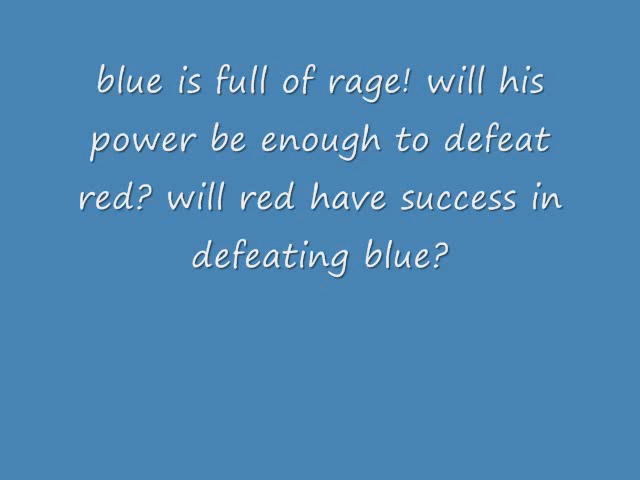 blue is full of rage! will his
power be enough to defeat
red? will red have success in
defeating blue?